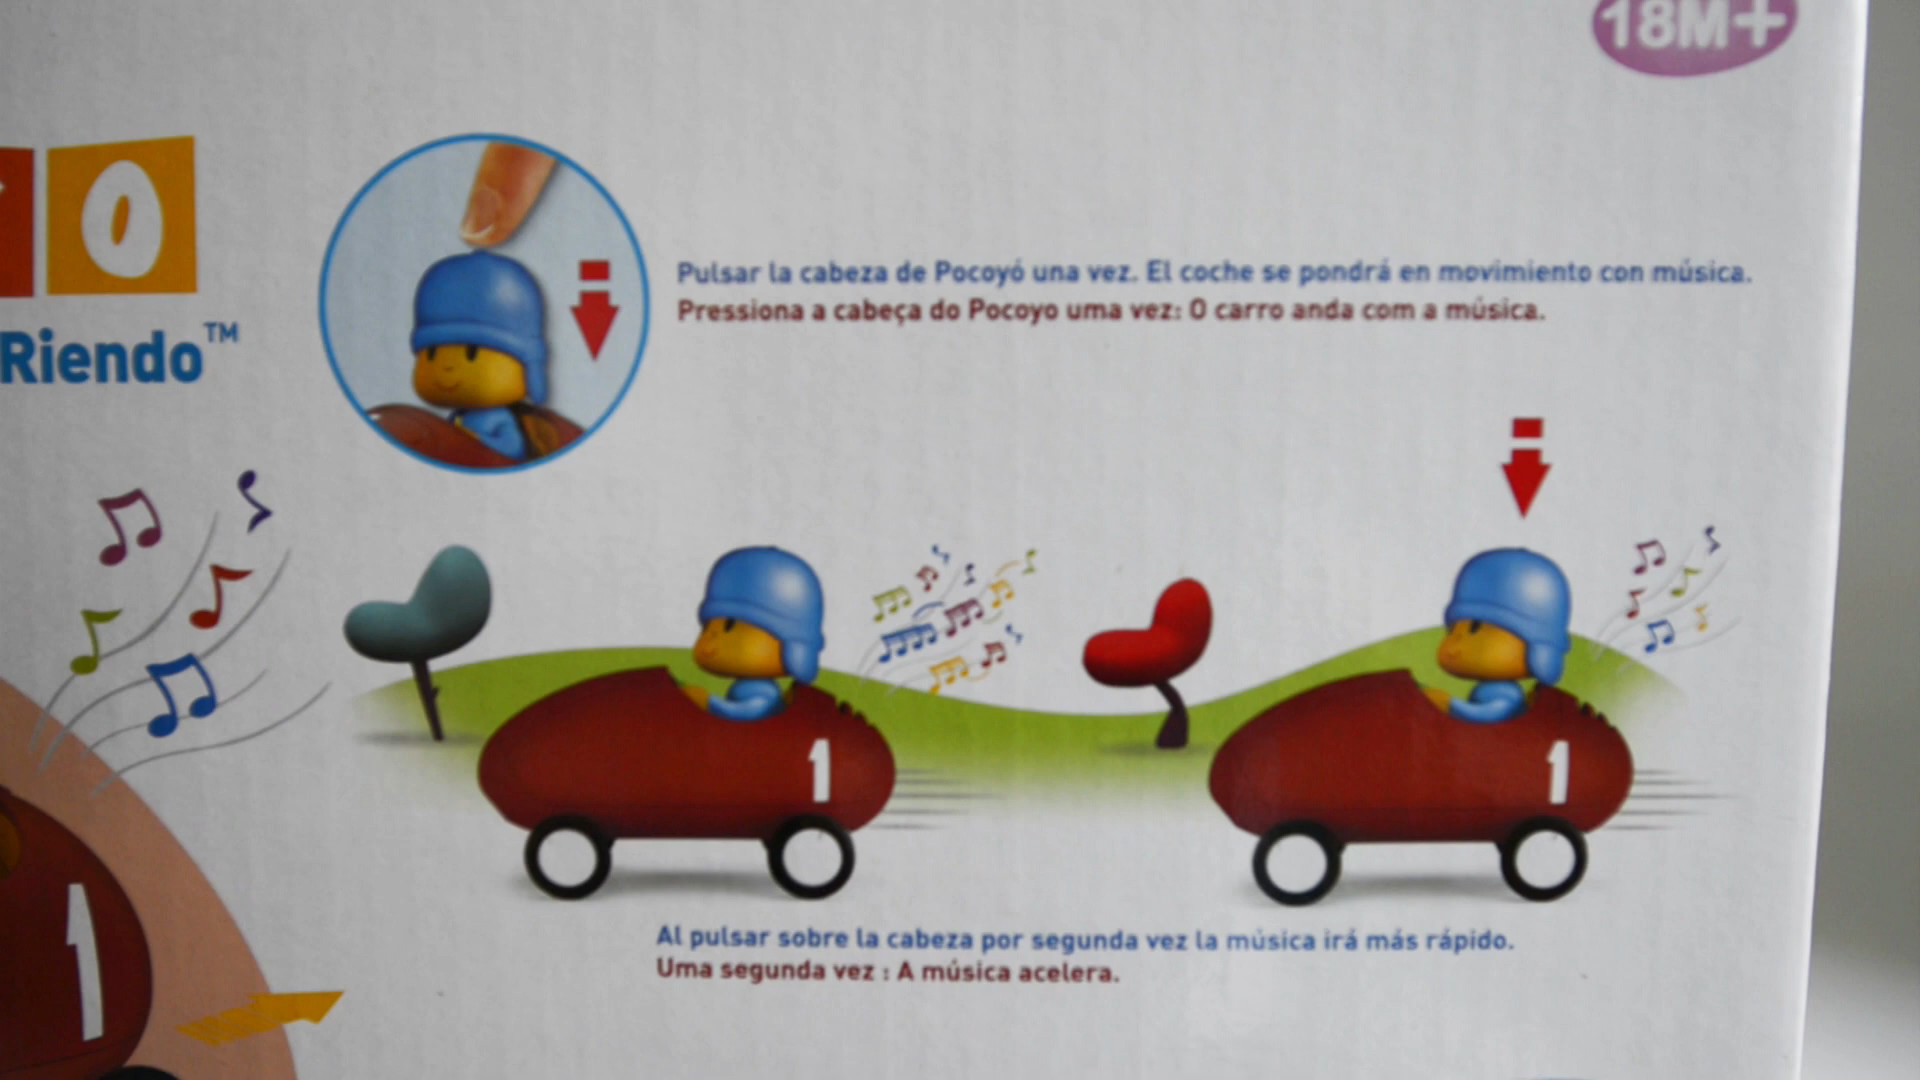 18M+
O
Riendo™
Pulsar la cabeza de Pocoyó una vez. El coche se pondrá en movimiento con música.
Pressiona a cabeça do Pocoyo uma vez: O carro anda com a música.
1
1
1
Al pulsar sobre la cabeza por segunda vez la música irá más rápido.
Uma segunda vez : A música acelera.